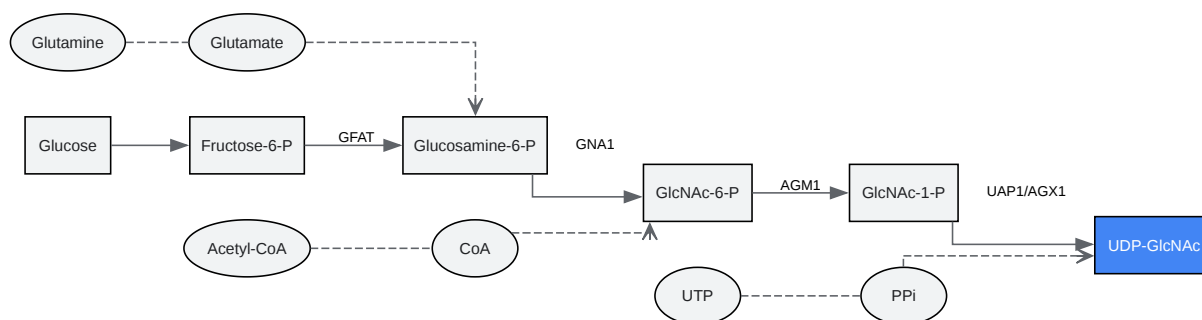 Glutamine
Glutamate
Glucose
Fructose-6-P
GFAT
Glucosamine-6-P
GNA1
GlcNAc-6-P
AGM1
GlcNAc-1-P
UAP1/AGX1
UDP-GlcNAc
Acetyl-CoA
CoA
UTP
PPi